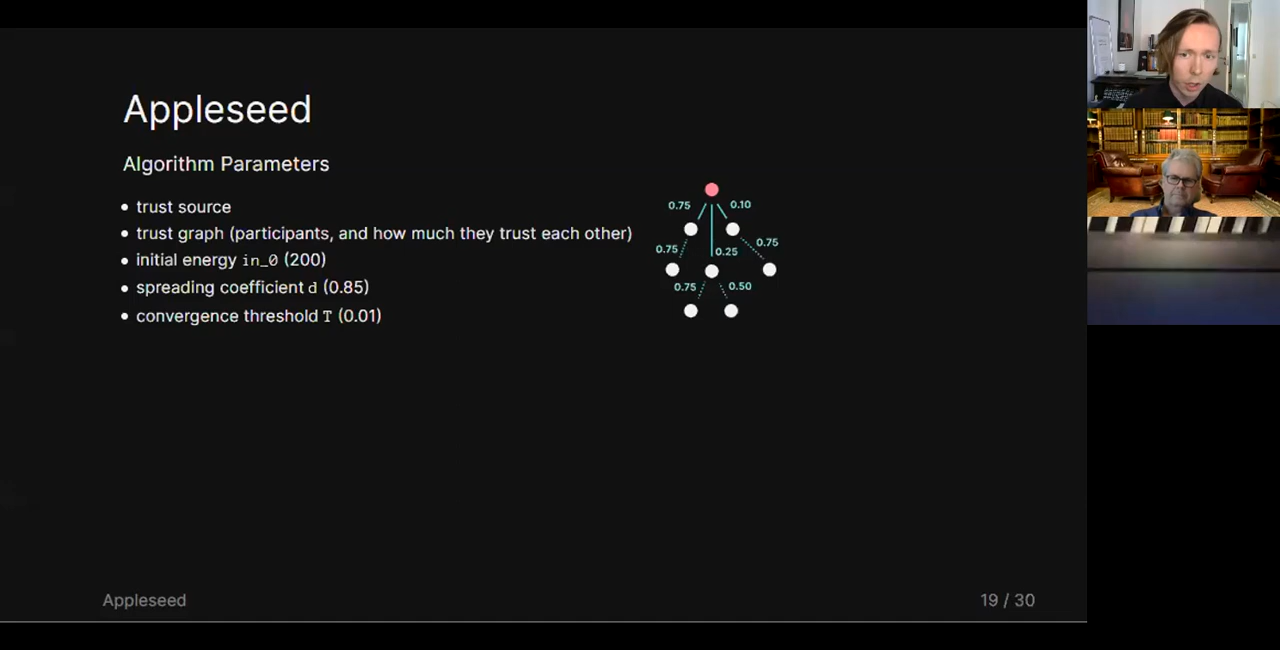 Appleseed
Algorithm Parameters
• trust source
• trust graph (participants, and how much they trust each other)
• initial energy in_0 (200)
• spreading coefficient d (0.85)
• convergence threshold T (0.01)
0.75
0.10
0.75
0.25
0.75
0.75
0.50
Appleseed
19 / 30